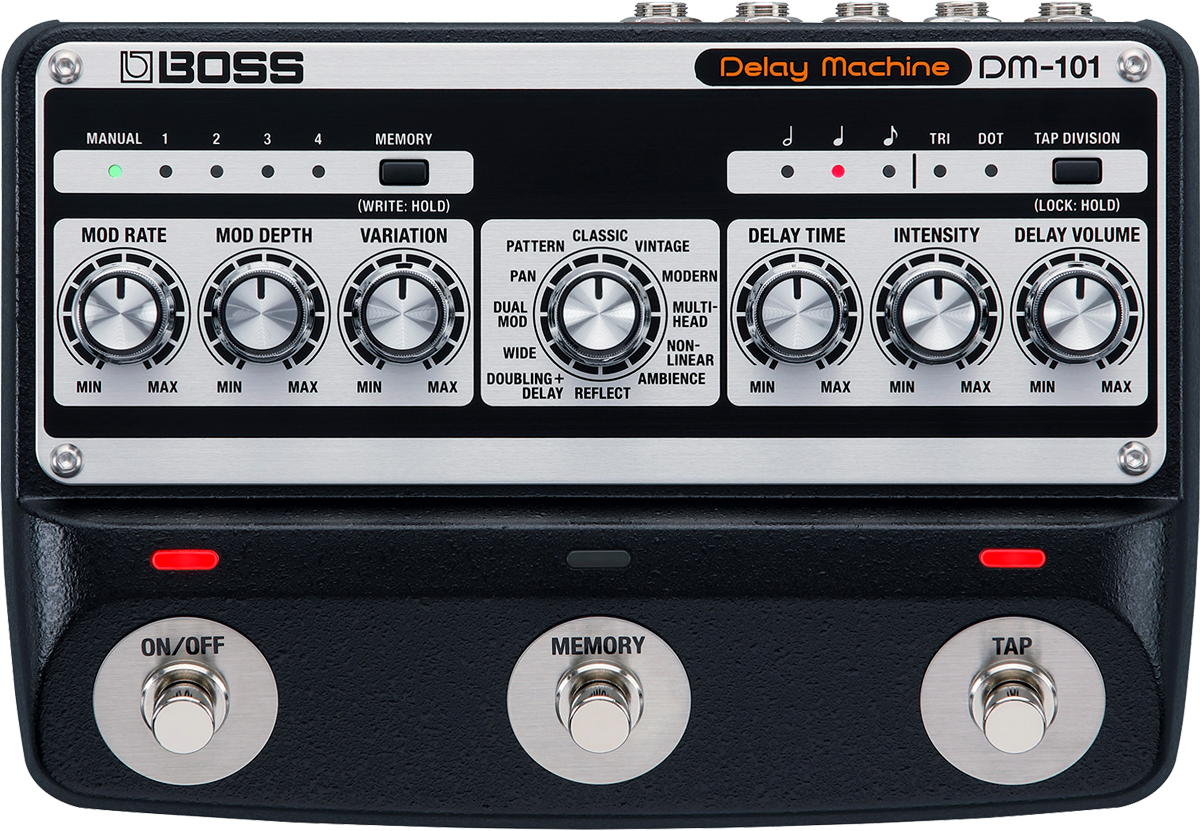 BOSS
Delay Machine DM-101
MANUAL 1 2 3 4 MEMORY
(WRITE: HOLD)
TRI DOT TAP DIVISION
(LOCK: HOLD)
MOD RATE MOD DEPTH VARIATION
MIN MAX MIN MAX MIN MAX
CLASSIC
PATTERN VINTAGE
PAN MODERN
DUAL MULTI-
MOD HEAD
WIDE NON-
LINEAR
DOUBLING+ AMBIENCE
DELAY REFLECT
DELAY TIME INTENSITY DELAY VOLUME
MIN MAX MIN MAX MIN MAX
ON/OFF MEMORY TAP